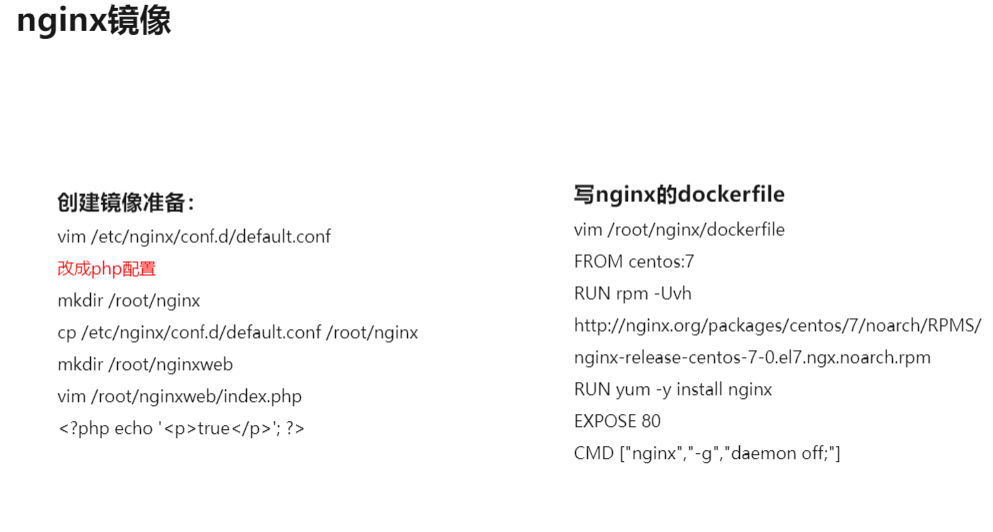 nginx镜像
创建镜像准备：
vim /etc/nginx/conf.d/default.conf
改成php配置
mkdir /root/nginx
cp /etc/nginx/conf.d/default.conf /root/nginx
mkdir /root/nginxweb
vim /root/nginxweb/index.php
<?php echo '<p>true</p>'; ?>
写nginx的dockerfile
vim /root/nginx/dockerfile
FROM centos:7
RUN rpm -Uvh
http://nginx.org/packages/centos/7/noarch/RPMS/
nginx-release-centos-7-0.el7.ngx.noarch.rpm
RUN yum -y install nginx
EXPOSE 80
CMD ["nginx","-g","daemon off;"]